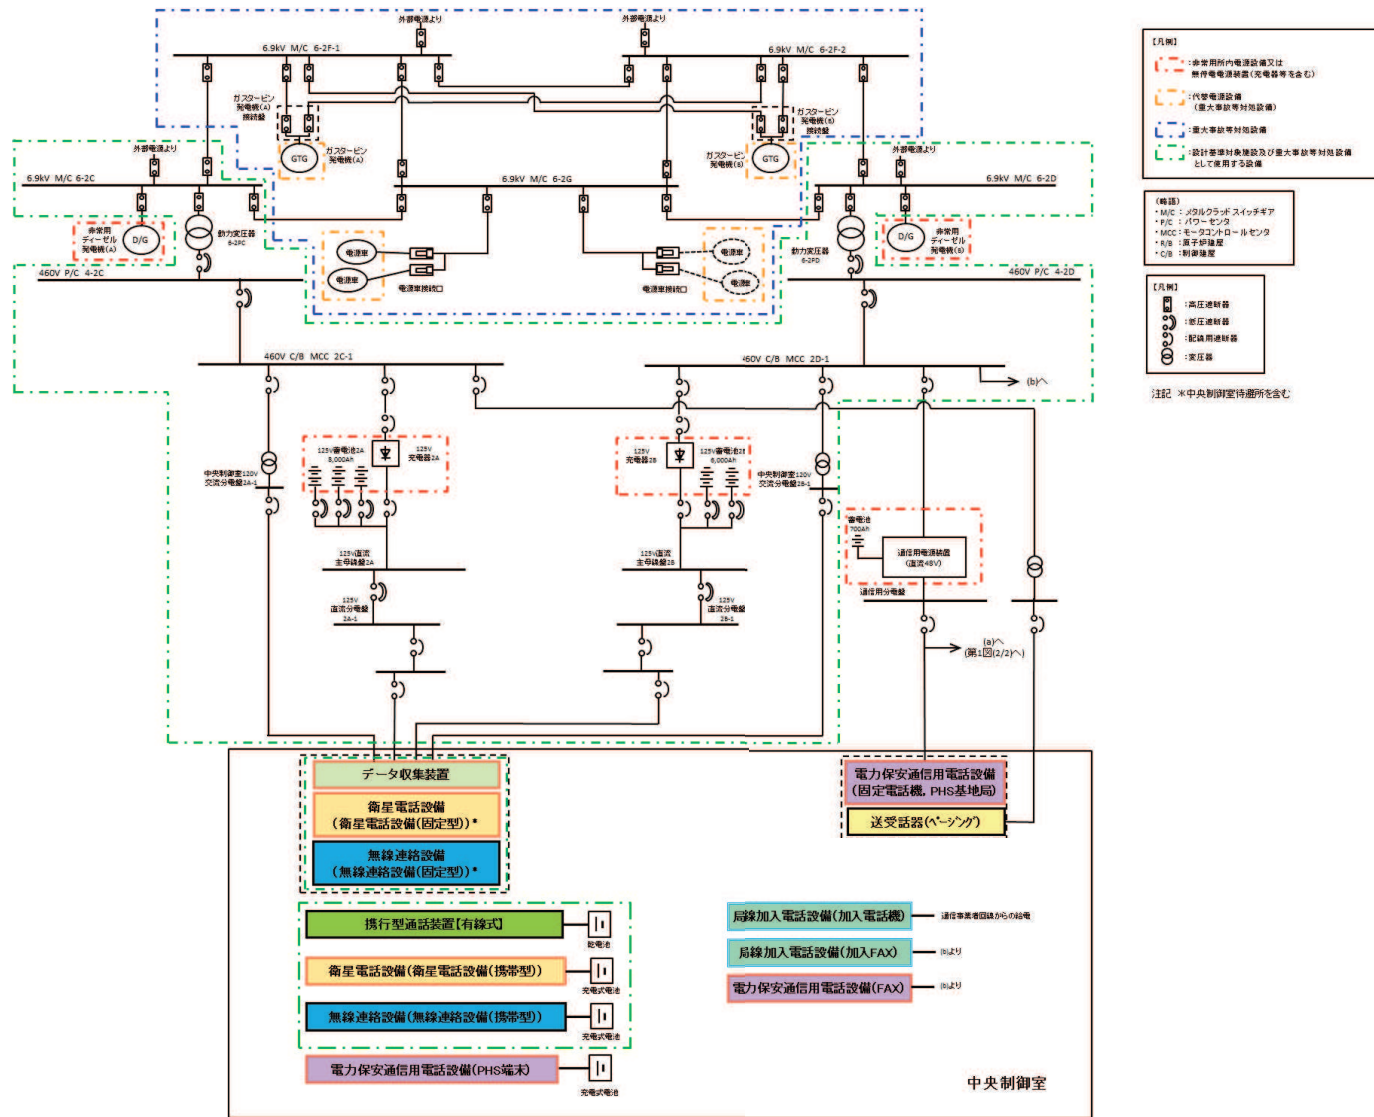 外部電源より
外部電源より
6.9kV M/C 6-2F-1
6.9kV M/C 6-2F-2
ガスタービン
発電機(A)
接続盤
ガスタービン
発電機(B)
接続盤
GTG
ガスタービン
発電機(A)
ガスタービン
発電機(B)
GTG
外部電源より
外部電源より
6.9kV M/C 6-2C
6.9kV M/C 6-2G
6.9kV M/C 6-2D
非常用
ディーゼル
発電機(A)
D/G
動力変圧器
6-2PC
電源車
電源車
電源車接続口
電源車
電源車
電源車接続口
動力変圧器
6-2PD
D/G
非常用
ディーゼル
発電機(B)
460V P/C 4-2C
460V P/C 4-2D
460V C/B MCC 2C-1
460V C/B MCC 2D-1
(b)へ
125V蓄電池2A
8,000Ah
125V
充電器2A
125V
充電器2B
125V蓄電池2B
6,000Ah
中央制御室120V
交流分電盤2A-1
中央制御室120V
交流分電盤2B-1
蓄電池
700Ah
通信用電源装置
(直流48V)
125V直流
主母線盤2A
125V直流
主母線盤2B
通信用分電盤
125V
直流分電盤
2A-1
125V
直流分電盤
2B-1
(a)へ
(第1図(2/2)へ)
データ収集装置
衛星電話設備
(衛星電話設備(固定型))*
無線連絡設備
(無線連絡設備(固定型))*
電力保安通信用電話設備
(固定電話機, PHS基地局)
送受話器(ページング)
携行型通話装置【有線式】
乾電池
衛星電話設備(衛星電話設備(携帯型))
充電式電池
無線連絡設備(無線連絡設備(携帯型))
充電式電池
電力保安通信用電話設備(PHS端末)
充電式電池
局線加入電話設備(加入電話機)
通信事業者回線からの給電
局線加入電話設備(加入FAX)
(b)より
電力保安通信用電話設備(FAX)
(b)より
中央制御室
【凡例】
:非常用所内電源設備又は
無停電電源装置(充電器等を含む)
:代替電源設備
(重大事故等対処設備)
:重大事故等対処設備
:設計基準対象施設及び重大事故等対処設備
として使用する設備
(略語)
・M/C : メタルクラッドスイッチギア
・P/C : パワーセンタ
・MCC : モータコントロールセンタ
・R/B : 原子炉建屋
・C/B : 制御建屋
【凡例】
:高圧遮断器
:低圧遮断器
:配線用遮断器
:変圧器
注記 *中央制御室待避所を含む